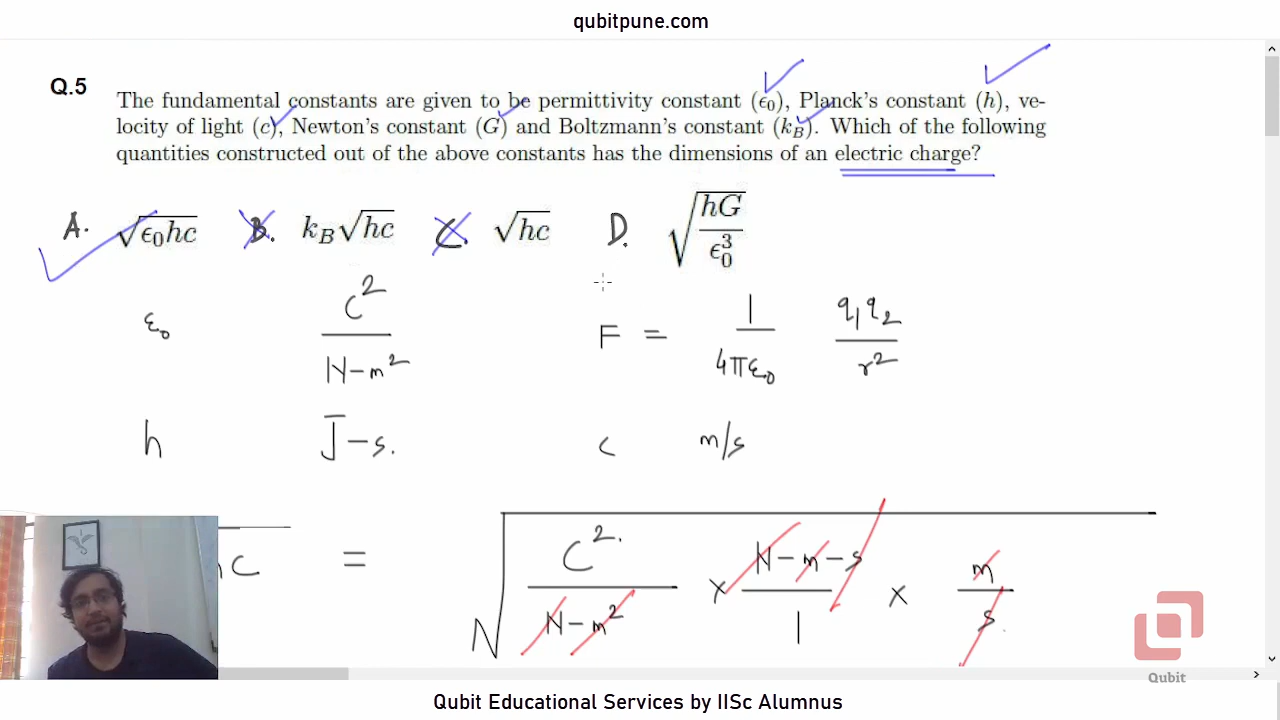 qubitpune.com
Q.5
The fundamental constants are given to be permittivity constant (ϵ₀), Planck's constant (h), ve-
locity of light (c), Newton's constant (G) and Boltzmann's constant (k_B). Which of the following
quantities constructed out of the above constants has the dimensions of an electric charge?
A. √(ϵ₀hc) B. k_B√(hc) C. √(hc) D. √(hG/ϵ₀³)
ε₀ C²/(N-m²) F = 1/(4πε₀) q₁q₂/r²
h J-s. c m/s
c = √(C²/(N-m²) × (N-m-s)/1 × m/s)
Qubit
Qubit Educational Services by IISc Alumnus